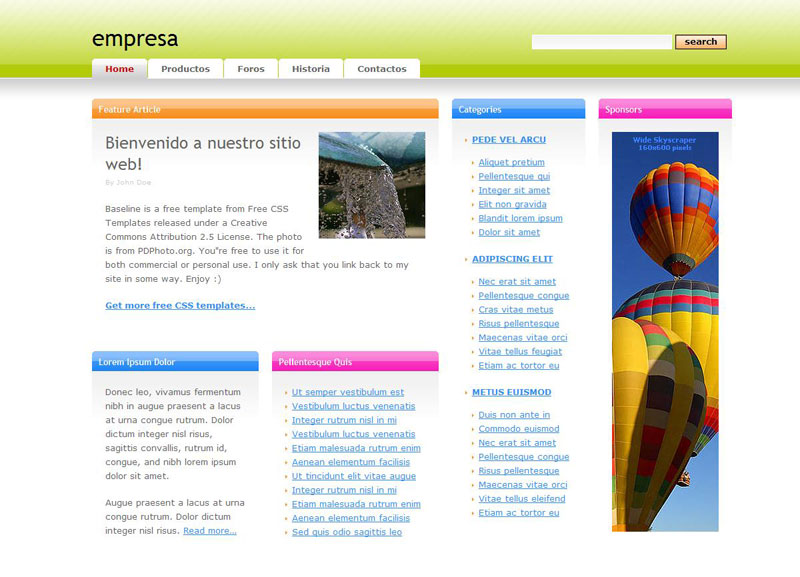 empresa
search
Home Productos Foros Historia Contactos
Feature Article
Bienvenido a nuestro sitio
web!
By John Doe
Baseline is a free template from Free CSS
Templates released under a Creative
Commons Attribution 2.5 License. The photo
is from PDPhoto.org. You"re free to use it for
both commercial or personal use. I only ask that you link back to my
site in some way. Enjoy :)
Get more free CSS templates...
Lorem Ipsum Dolor
Donec leo, vivamus fermentum
nibh in augue praesent a lacus
at urna congue rutrum. Dolor
dictum integer nisl risus,
sagittis convallis, rutrum id,
congue, and nibh lorem ipsum
dolor sit amet.
Augue praesent a lacus at urna
congue rutrum. Dolor dictum
integer nisl risus. Read more...
Pellentesque Quis
Ut semper vestibulum est
Vestibulum luctus venenatis
Integer rutrum nisl in mi
Vestibulum luctus venenatis
Etiam malesuada rutrum enim
Aenean elementum facilisis
Ut tincidunt elit vitae augue
Integer rutrum nisl in mi
Etiam malesuada rutrum enim
Aenean elementum facilisis
Sed quis odio sagittis leo
Categories
PEDE VEL ARCU
Aliquet pretium
Pellentesque qui
Integer sit amet
Elit non gravida
Blandit lorem ipsum
Dolor sit amet
ADIPISCING ELIT
Nec erat sit amet
Pellentesque congue
Cras vitae metus
Risus pellentesque
Maecenas vitae orci
Vitae tellus feugiat
Etiam ac tortor eu
METUS EUISMOD
Duis non ante in
Commodo euismod
Nec erat sit amet
Pellentesque congue
Risus pellentesque
Maecenas vitae orci
Vitae tellus eleifend
Etiam ac tortor eu
Sponsors
Wide Skyscraper
160x600 pixels